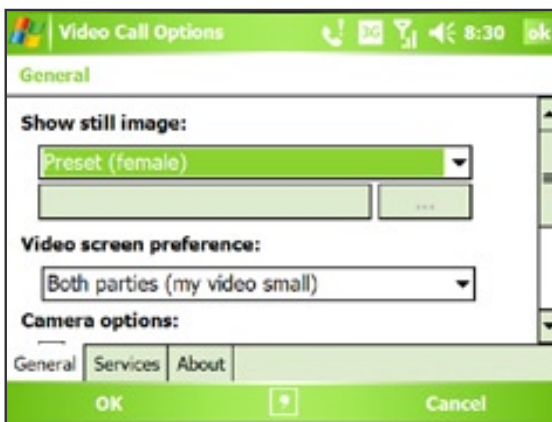 Video Call Options 3G 8:30 ok
General
Show still image:
Preset (female)
...
Video screen preference:
Both parties (my video small)
Camera options:
General Services About
OK Cancel